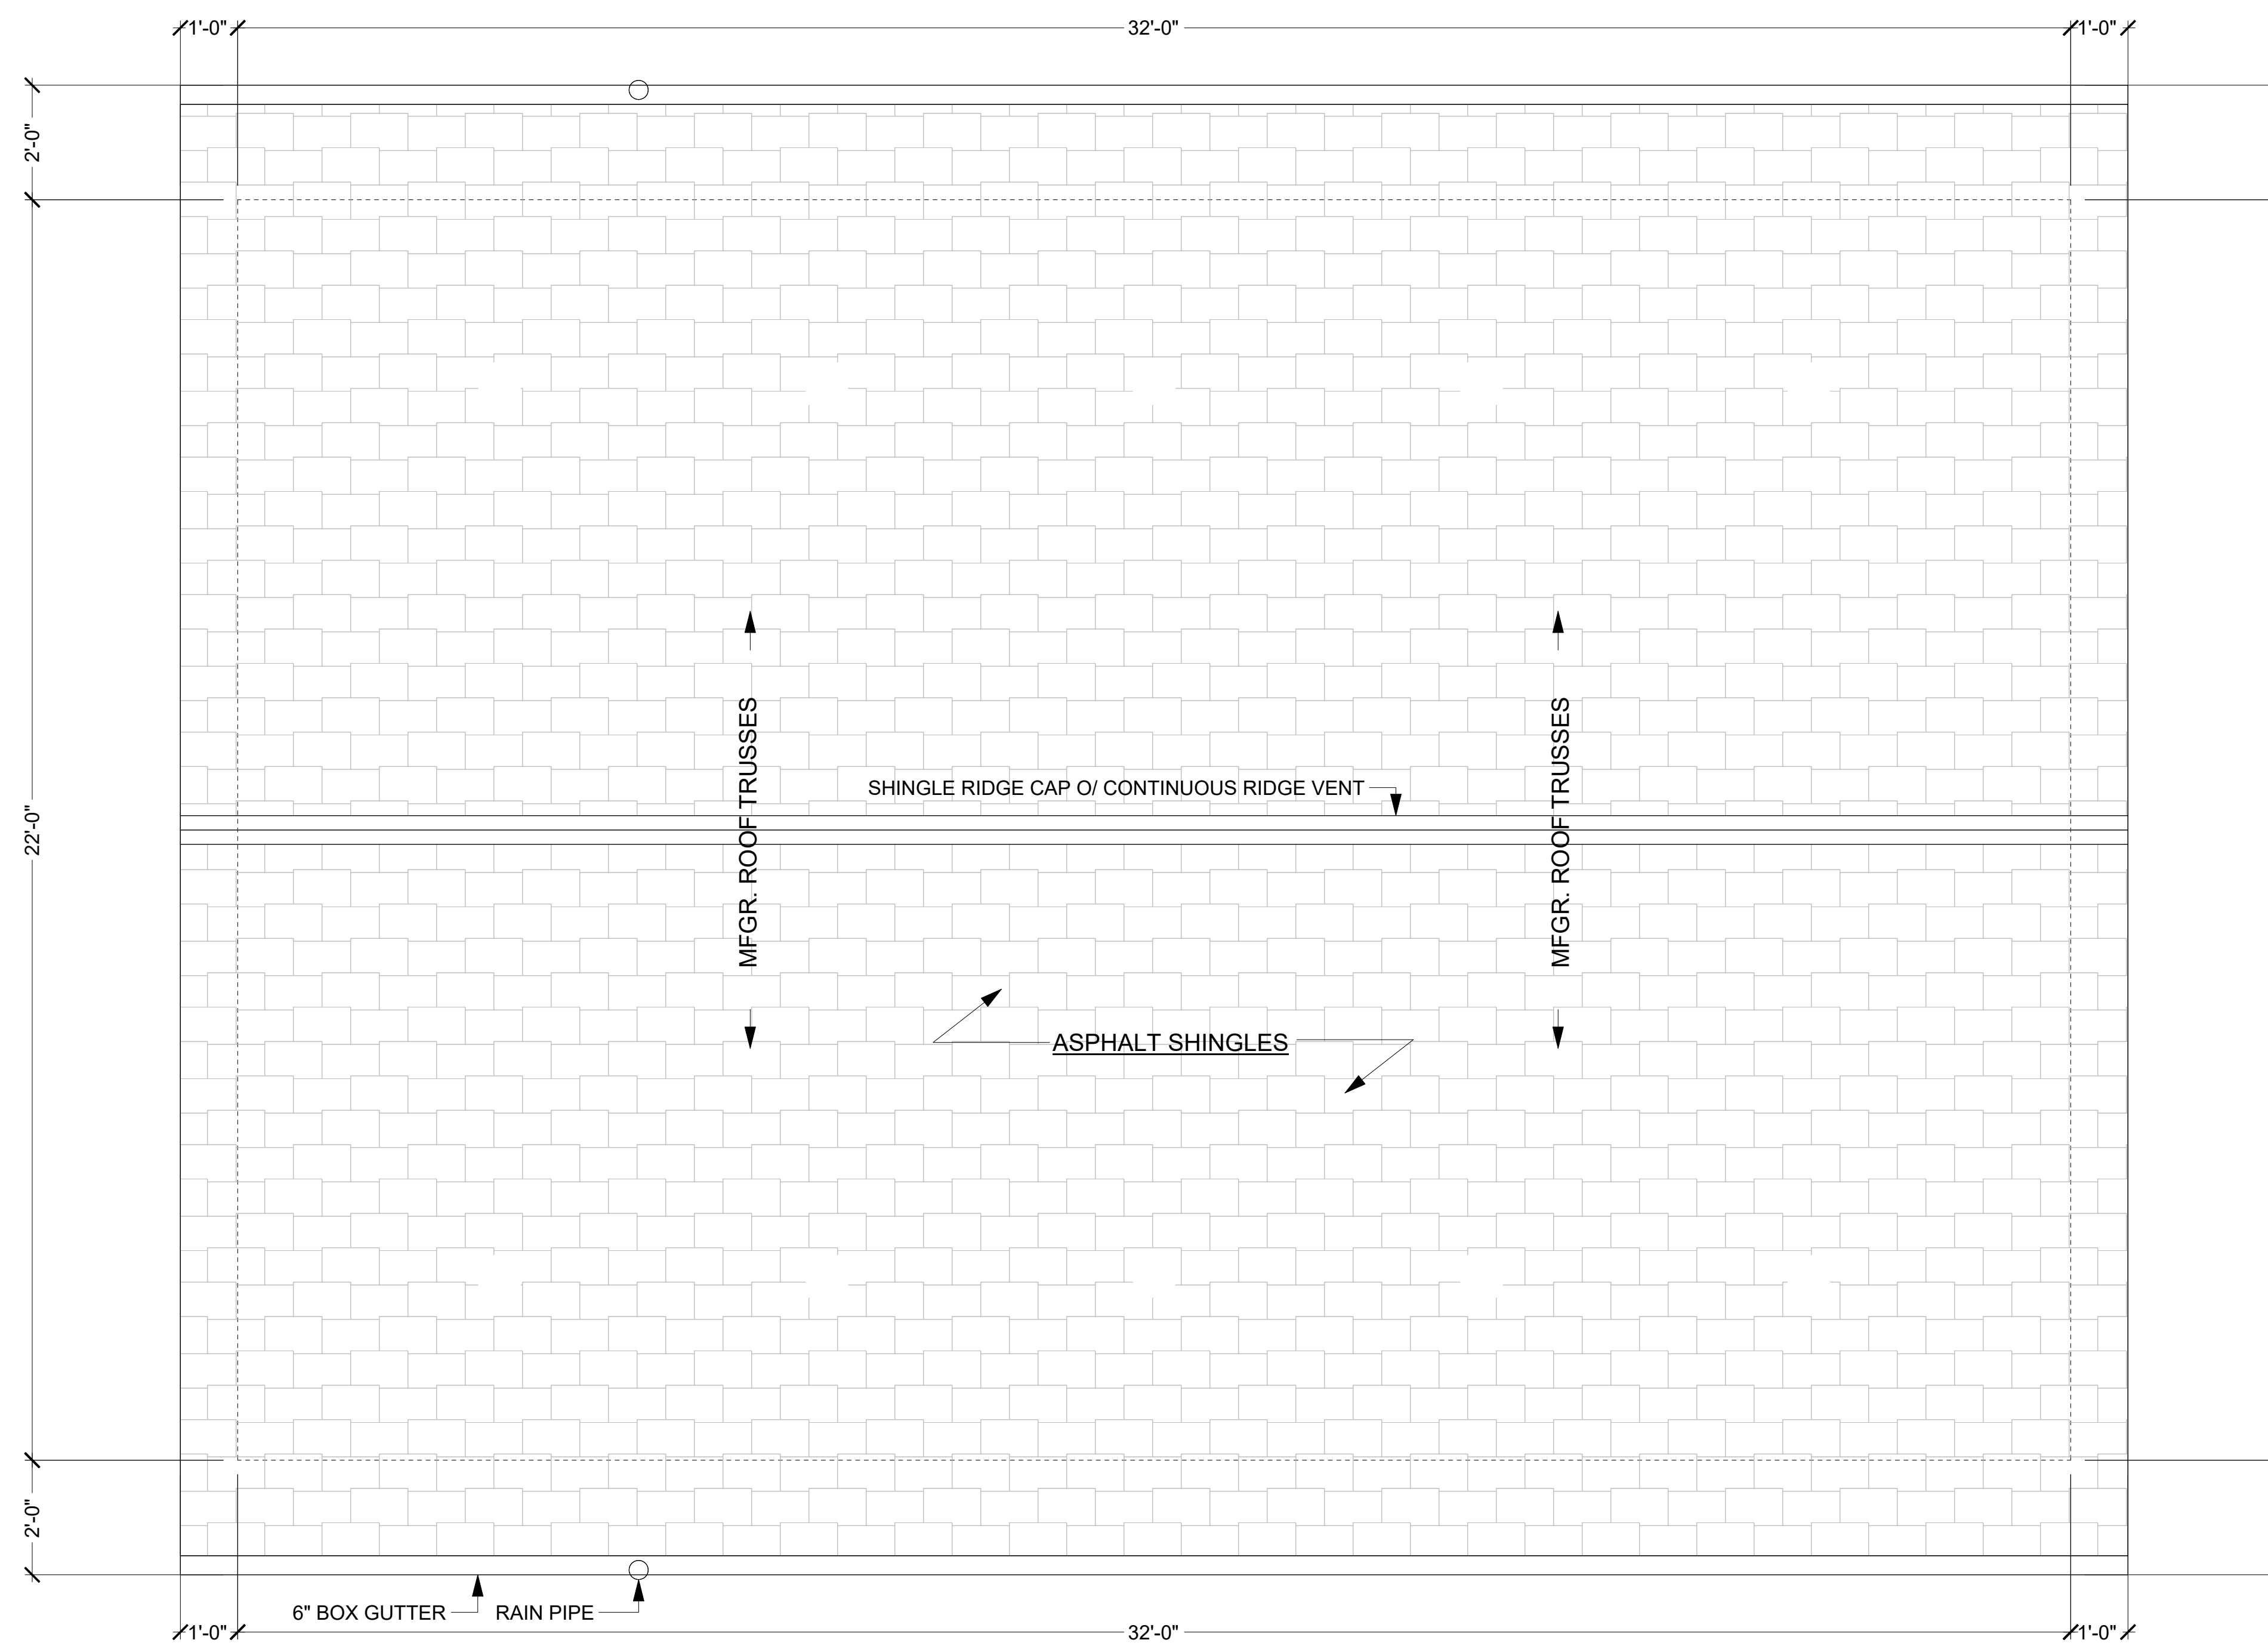 1'-0" 32'-0" 1'-0"
2'-0"
22'-0"
2'-0"
MFGR. ROOF TRUSSES
MFGR. ROOF TRUSSES
SHINGLE RIDGE CAP O/ CONTINUOUS RIDGE VENT
ASPHALT SHINGLES
6" BOX GUTTER
RAIN PIPE
1'-0" 32'-0" 1'-0"